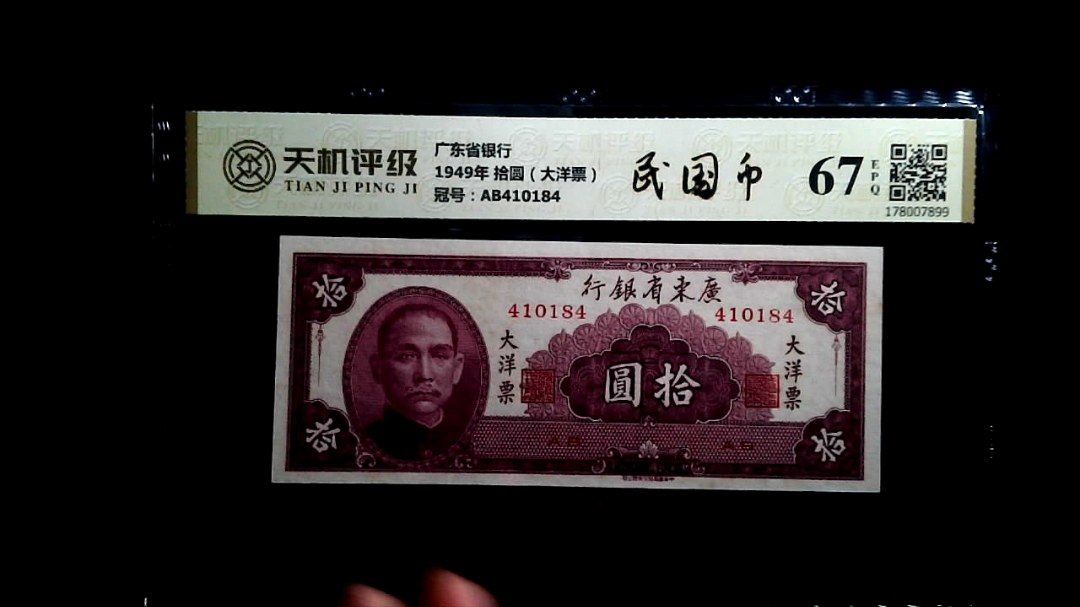 天机评级
TIAN JI PING JI
广东省银行
1949年 拾圆（大洋票）
冠号：AB410184
民国币
67
EPQ
178007899
行銀省東廣
410184 410184
大洋票
大洋票
圓拾
拾
拾
拾
拾
AB AB